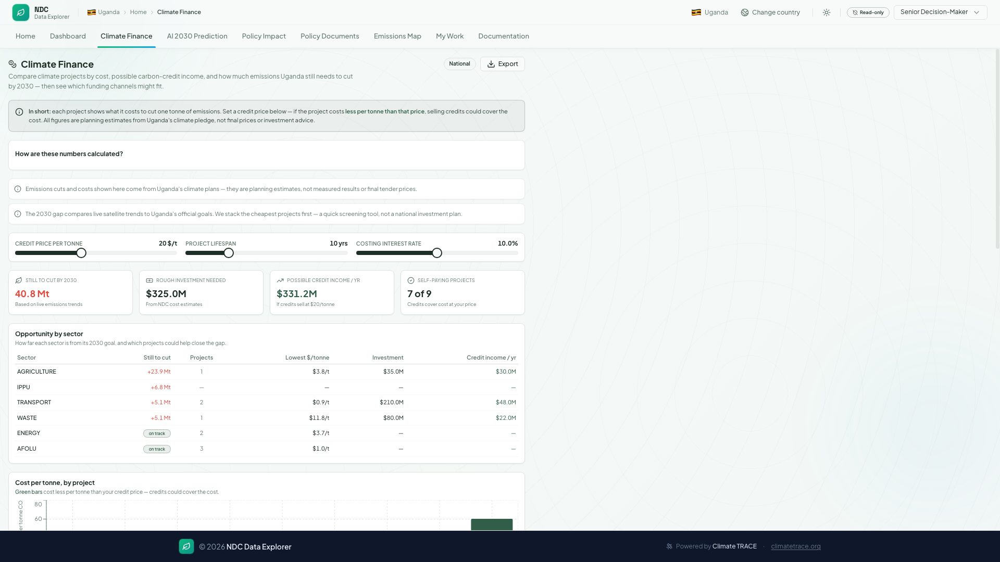 NDC
Data Explorer
Uganda > Home > Climate Finance
Uganda
Change country
Read-only
Senior Decision-Maker
Home
Dashboard
Climate Finance
AI 2030 Prediction
Policy Impact
Policy Documents
Emissions Map
My Work
Documentation
Climate Finance
National
Export
Compare climate projects by cost, possible carbon-credit income, and how much emissions Uganda still needs to cut
by 2030 — then see which funding channels might fit.
In short: each project shows what it costs to cut one tonne of emissions. Set a credit price below — if the project costs less per tonne than that price, selling credits could cover the
cost. All figures are planning estimates from Uganda's climate pledge, not final prices or investment advice.
How are these numbers calculated?
Emissions cuts and costs shown here come from Uganda's climate plans — they are planning estimates, not measured results or final tender prices.
The 2030 gap compares live satellite trends to Uganda's official goals. We stack the cheapest projects first — a quick screening tool, not a national investment plan.
CREDIT PRICE PER TONNE 20 $/t
PROJECT LIFESPAN 10 yrs
COSTING INTEREST RATE 10.0%
STILL TO CUT BY 2030
40.8 Mt
Based on live emissions trends
ROUGH INVESTMENT NEEDED
$325.0M
From NDC cost estimates
POSSIBLE CREDIT INCOME / YR
$331.2M
If credits sell at $20/tonne
SELF-PAYING PROJECTS
7 of 9
Credits cover cost at your price
Opportunity by sector
How far each sector is from its 2030 goal, and which projects could help close the gap.
Sector Still to cut Projects Lowest $/tonne Investment Credit income / yr
AGRICULTURE +23.9 Mt 1 $3.8/t $35.0M $30.0M
IPPU +6.8 Mt — — — —
TRANSPORT +5.1 Mt 2 $0.9/t $210.0M $48.0M
WASTE +5.1 Mt 1 $11.8/t $80.0M $22.0M
ENERGY on track 2 $3.7/t — —
AFOLU on track 3 $1.0/t — —
Cost per tonne, by project
Green bars cost less per tonne than your credit price — credits could cover the cost.
80
60
tonne CO
© 2026 NDC Data Explorer
Powered by Climate TRACE · climatetrace.org